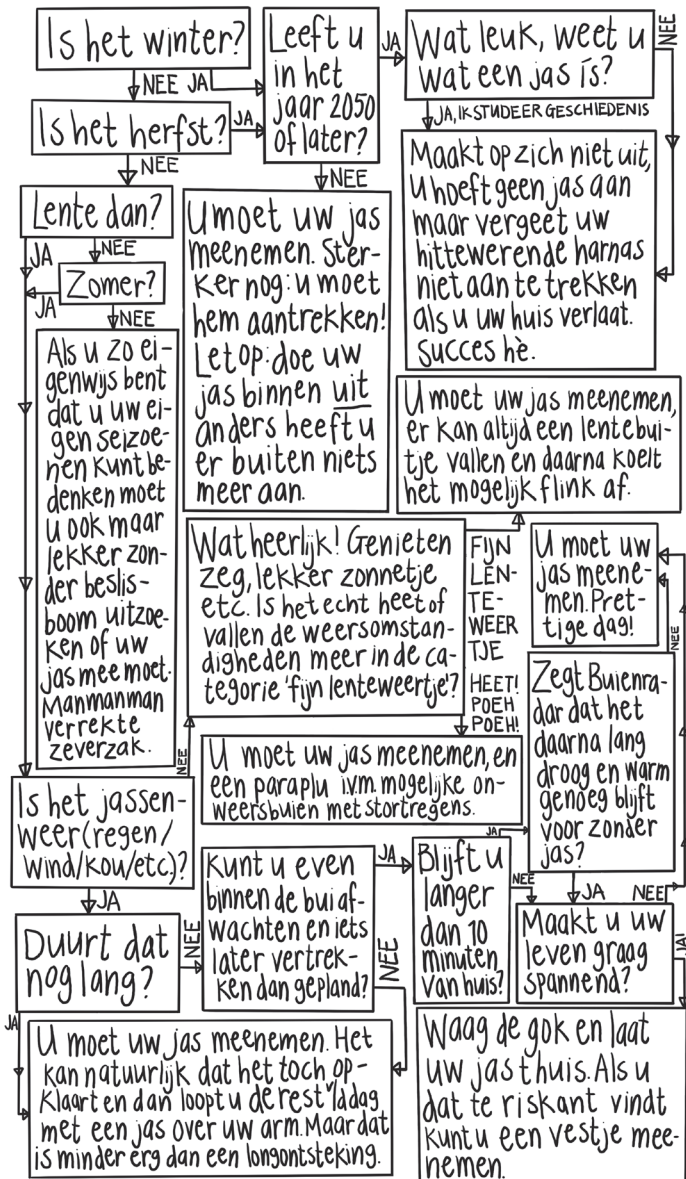 Is het winter?
NEE
JA
Is het herfst?
JA
NEE
Leeft u
in het
jaar 2050
of later?
JA
NEE
Wat leuk, weet u
wat een jas ís?
NEE
JA, IK STUDEER GESCHIEDENIS
Maakt op zich niet uit,
u hoeft geen jas aan
maar vergeet uw
hittewerende harnas
niet aan te trekken
als u uw huis verlaat.
Succes hè.
Lente dan?
JA
NEE
Zomer?
JA
NEE
U moet uw jas
meenemen. Ster-
ker nog: u moet
hem aantrekken!
Let op: doe uw
jas binnen uit
anders heeft u
er buiten niets
meer aan.
Als u zo ei-
genwijs bent
dat u uw ei-
gen seizoe-
nen kunt be-
denken moet
u ook maar
lekker zon-
der beslis-
boom uitzoe-
ken of uw
jas mee moet.
Manmanman
verrekte
zeverzak.
U moet uw jas meenemen,
er kan altijd een lentebui-
tje vallen en daarna koelt
het mogelijk flink af.
Wat heerlijk! Genieten
zeg, lekker zonnetje
etc. Is het echt heet of
vallen de weersomstan-
digheden meer in de ca-
tegorie 'fijn lenteweertje'?
FIJN
LEN-
TE-
WEER
TJE
HEET!
POEH
POEH!
U moet uw
jas meene-
men. Pret-
tige dag!
NEE
U moet uw jas meenemen, en
een paraplu i.v.m. mogelijke on-
weersbuien met stortregens.
Zegt Buienra-
dar dat het
daarna lang
droog en warm
genoeg blijft
voor zonder
jas?
JA
NEE
Is het jassen-
weer (regen/
wind/kou/etc)?
NEE
JA
Duurt dat
nog lang?
NEE
JA
Kunt u even
binnen de bui af-
wachten en iets
later vertrek-
ken dan gepland?
JA
NEE
Blijft u
langer
dan 10
minuten
van huis?
JA
NEE
Maakt u uw
leven graag
spannend?
JA!
U moet uw jas meenemen. Het
kan natuurlijk dat het toch op-
klaart en dan loopt u de rest v/d dag
met een jas over uw arm. Maar dat
is minder erg dan een longontsteking.
Waag de gok en laat
uw jas thuis. Als u
dat te riskant vindt
kunt u een vestje mee-
nemen.